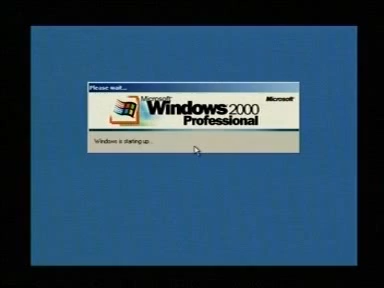 Please wait...
Microsoft
Microsoft
Windows 2000
Professional
Windows is starting up...